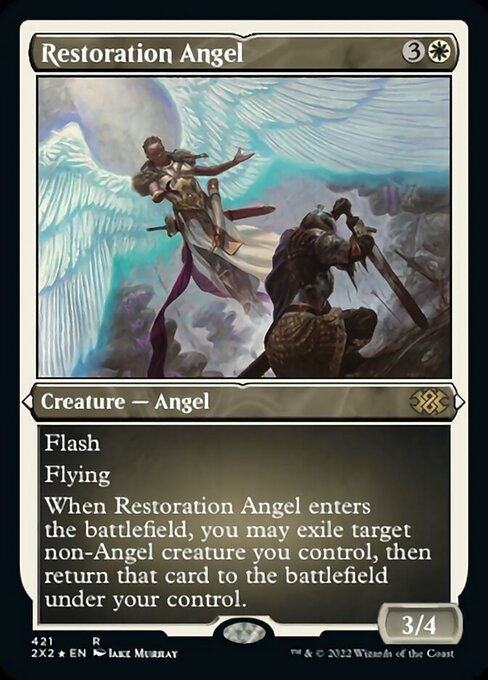 Restoration Angel 3
Creature — Angel
Flash
Flying
When Restoration Angel enters
the battlefield, you may exile target
non-Angel creature you control, then
return that card to the battlefield
under your control.
3/4
421 R
2X2 ★ EN Jake Murray
™ & © 2022 Wizards of the Coast